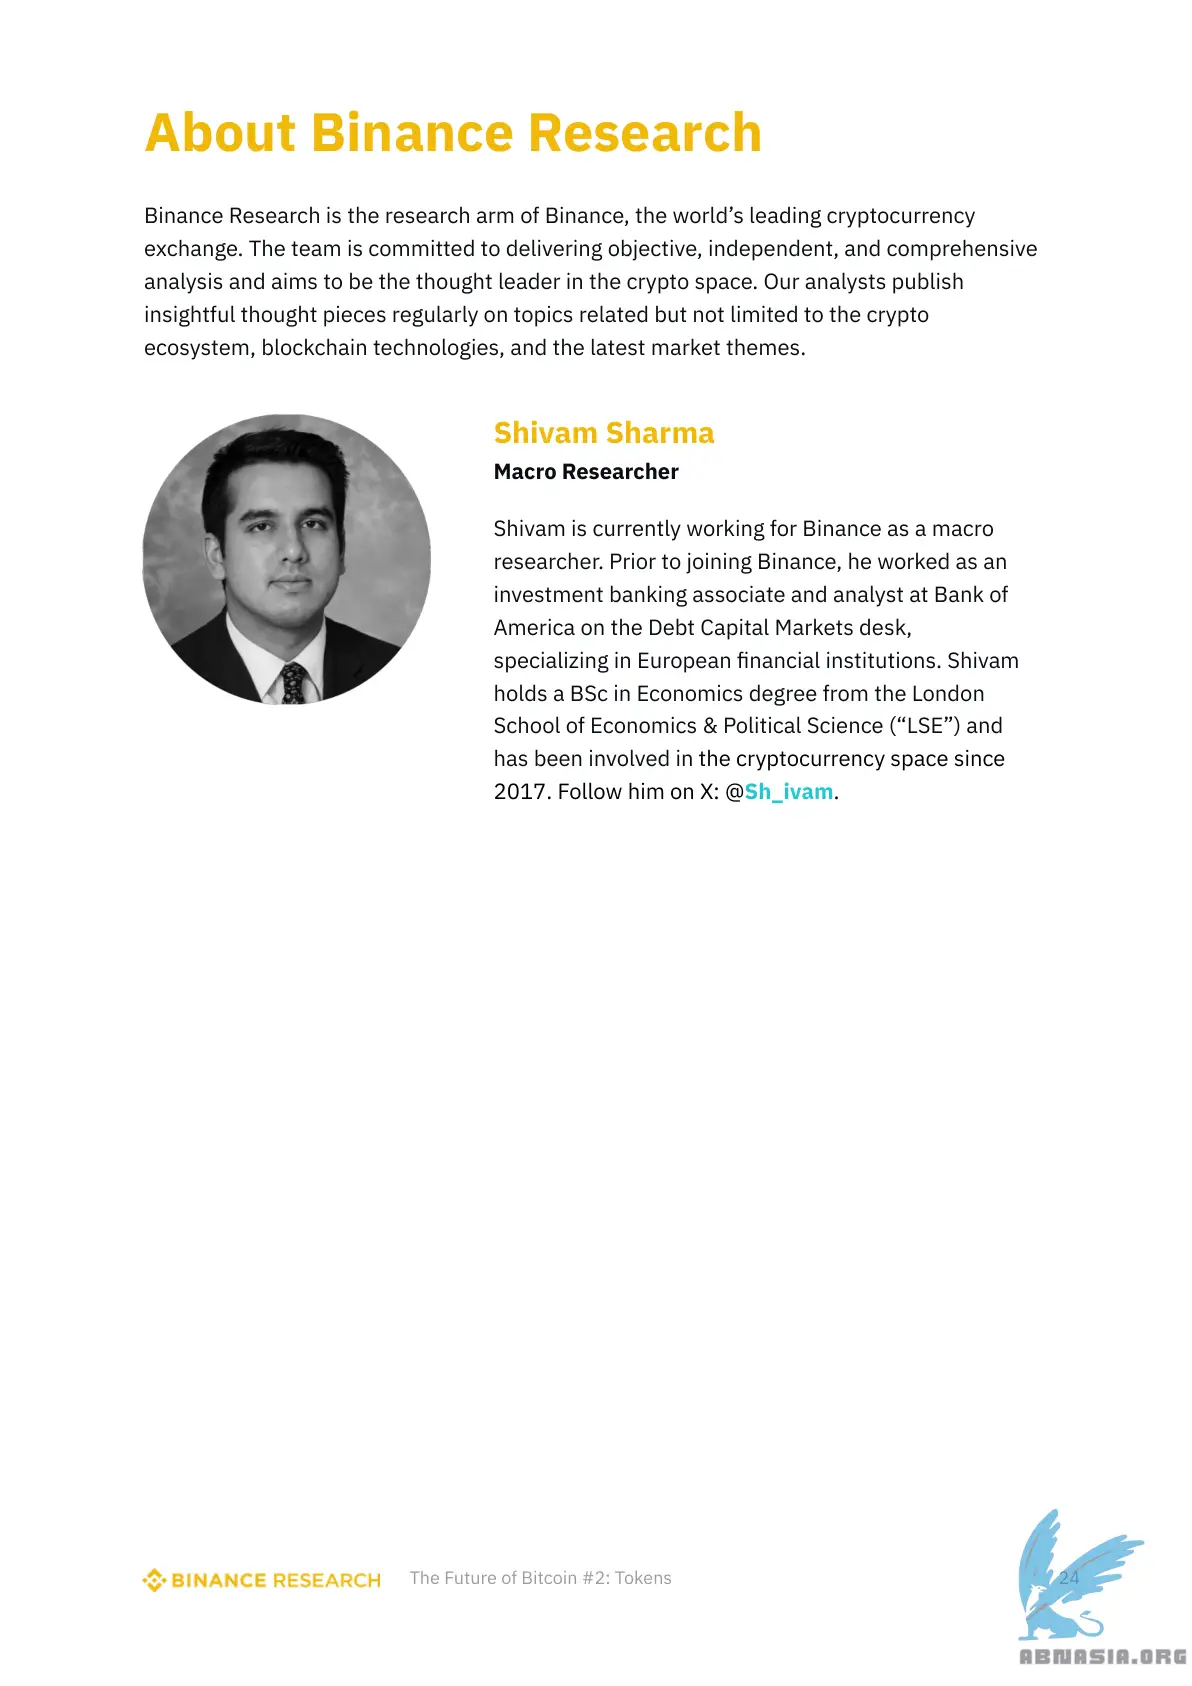 About Binance Research
Binance Research is the research arm of Binance, the world’s leading cryptocurrency
exchange. The team is committed to delivering objective, independent, and comprehensive
analysis and aims to be the thought leader in the crypto space. Our analysts publish
insightful thought pieces regularly on topics related but not limited to the crypto
ecosystem, blockchain technologies, and the latest market themes.
Shivam Sharma
Macro Researcher
Shivam is currently working for Binance as a macro
researcher. Prior to joining Binance, he worked as an
investment banking associate and analyst at Bank of
America on the Debt Capital Markets desk,
specializing in European financial institutions. Shivam
holds a BSc in Economics degree from the London
School of Economics & Political Science (“LSE”) and
has been involved in the cryptocurrency space since
2017. Follow him on X: @Sh_ivam.
BINANCE RESEARCH
The Future of Bitcoin #2: Tokens
24
ABNASIA.ORG